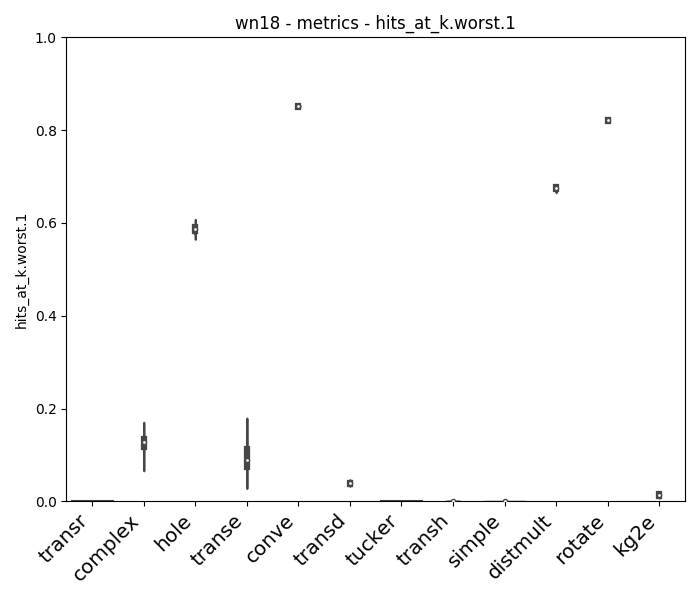 wn18 - metrics - hits_at_k.worst.1
hits_at_k.worst.1
1.0
0.8
0.6
0.4
0.2
0.0
transr
complex
hole
transe
conve
transd
tucker
transh
simple
distmult
rotate
kg2e